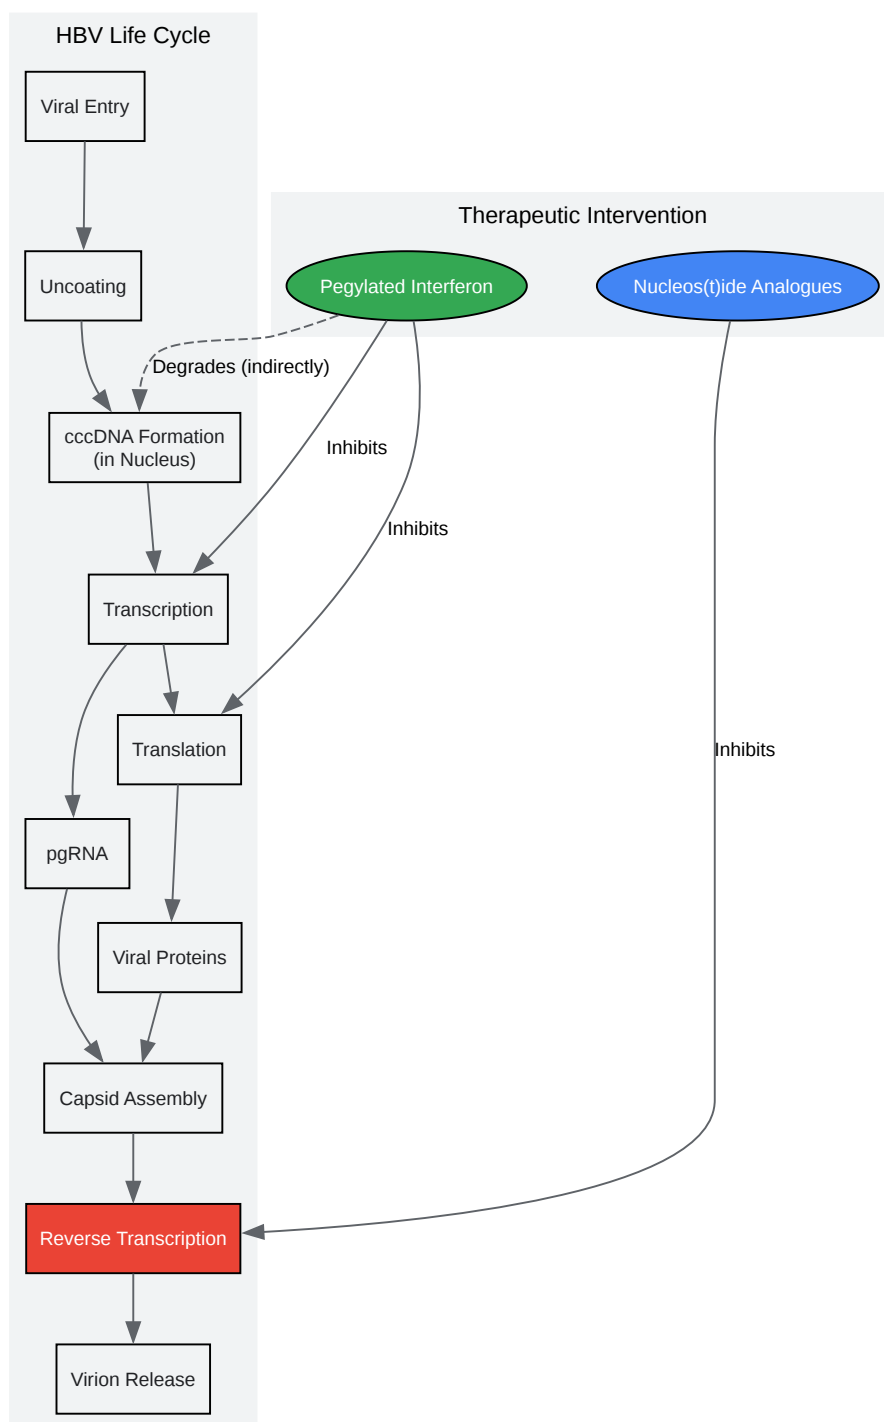 HBV Life Cycle
Viral Entry
Therapeutic Intervention
Uncoating
Pegylated Interferon
Nucleos(t)ide Analogues
Degrades (indirectly)
cccDNA Formation
(in Nucleus)
Inhibits
Inhibits
Transcription
Translation
Inhibits
pgRNA
Viral Proteins
Capsid Assembly
Reverse Transcription
Virion Release